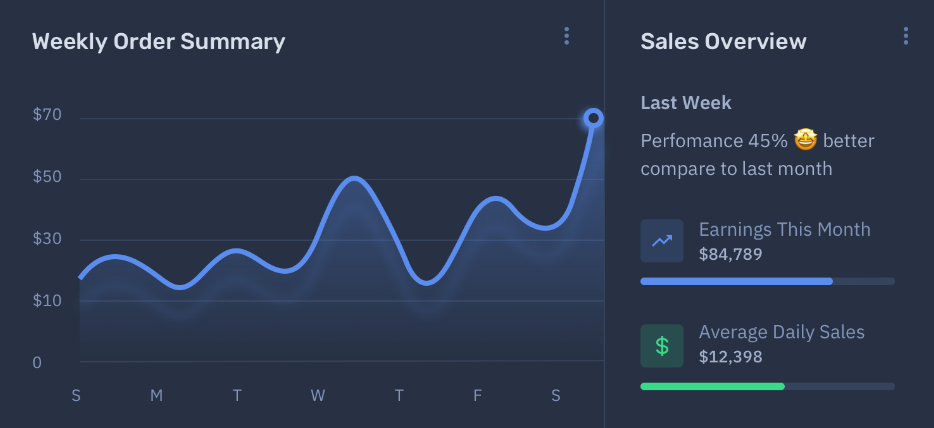 Weekly Order Summary
$70
$50
$30
$10
0
S M T W T F S
Sales Overview
Last Week
Perfomance 45% 🤩 better
compare to last month
Earnings This Month
$84,789
$
Average Daily Sales
$12,398